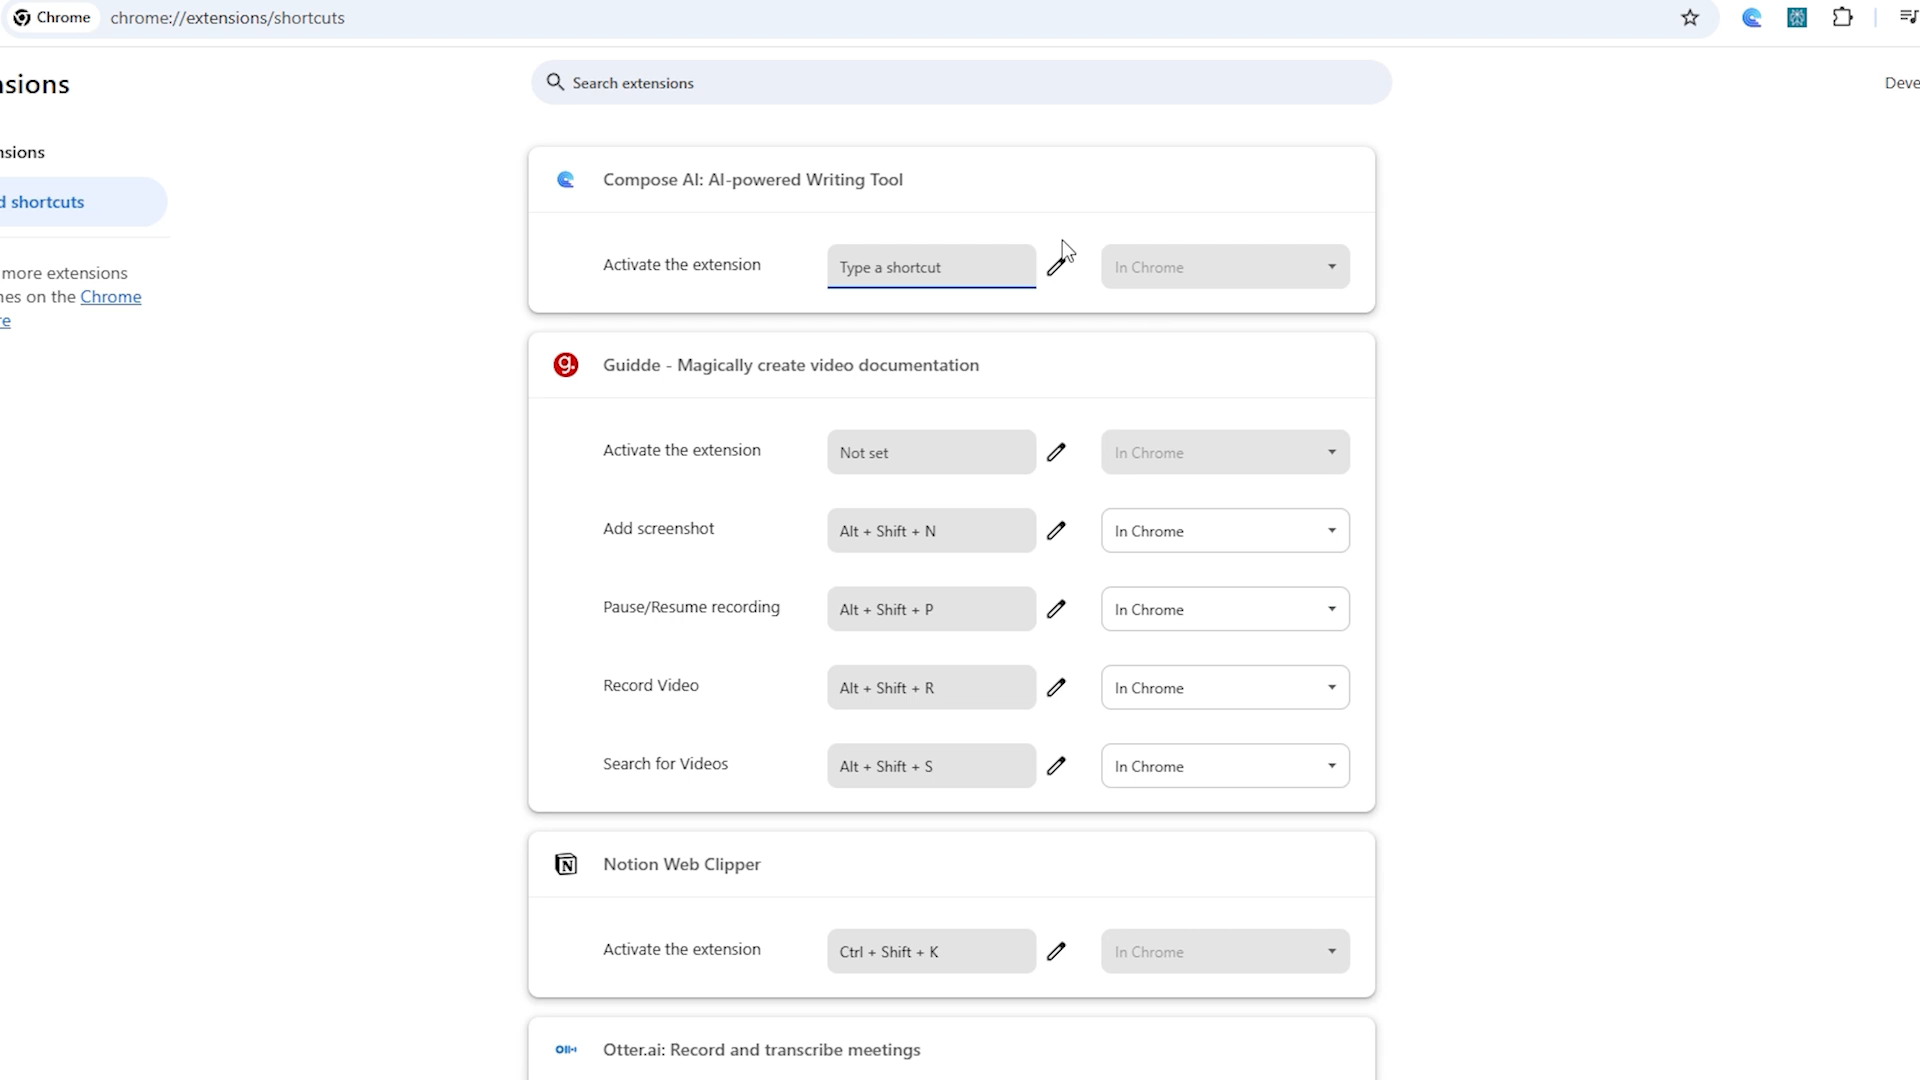 Chrome
chrome://extensions/shortcuts
nsions
Search extensions
Deve
nsions
d shortcuts
more extensions
nes on the Chrome
re
Compose AI: AI-powered Writing Tool
Activate the extension
Type a shortcut
In Chrome
Guidde - Magically create video documentation
Activate the extension
Not set
In Chrome
Add screenshot
Alt + Shift + N
In Chrome
Pause/Resume recording
Alt + Shift + P
In Chrome
Record Video
Alt + Shift + R
In Chrome
Search for Videos
Alt + Shift + S
In Chrome
Notion Web Clipper
Activate the extension
Ctrl + Shift + K
In Chrome
Otter.ai: Record and transcribe meetings